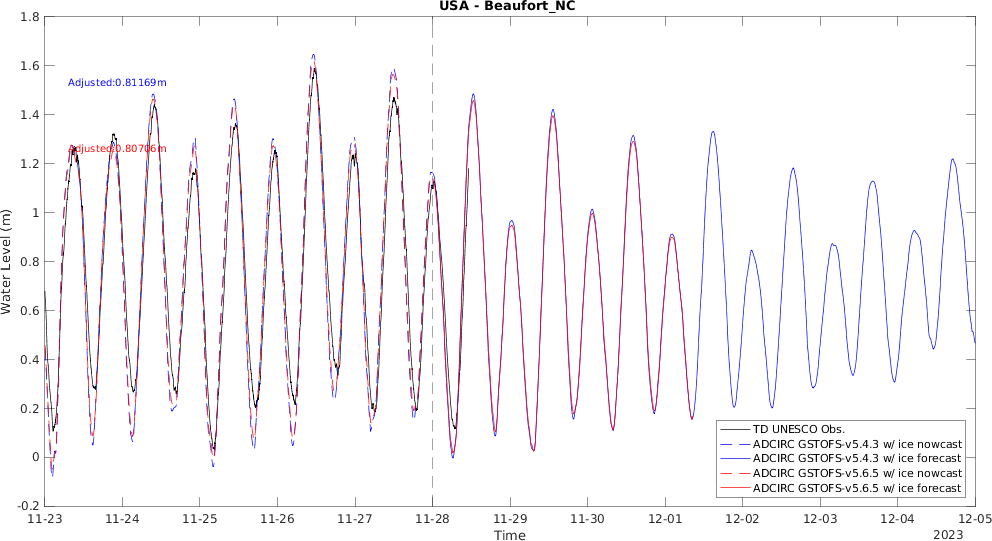 USA - Beaufort_NC
1.8
1.6
1.4
1.2
1
0.8
0.6
0.4
0.2
0
-0.2
Water Level (m)
Adjusted:0.81169m
Adjusted:0.80706m
TD UNESCO Obs.
ADCIRC GSTOFS-v5.4.3 w/ ice nowcast
ADCIRC GSTOFS-v5.4.3 w/ ice forecast
ADCIRC GSTOFS-v5.6.5 w/ ice nowcast
ADCIRC GSTOFS-v5.6.5 w/ ice forecast
11-23 11-24 11-25 11-26 11-27 11-28 11-29 11-30 12-01 12-02 12-03 12-04 12-05
Time
2023